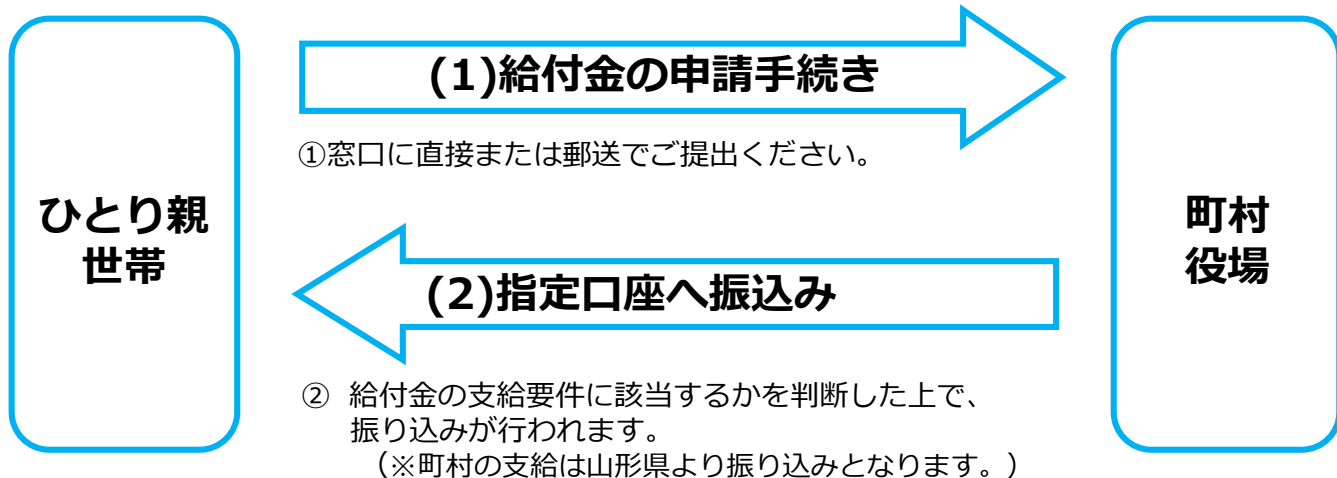 ひとり親
世帯
(1)給付金の申請手続き
①窓口に直接または郵送でご提出ください。
(2)指定口座へ振込み
② 給付金の支給要件に該当するかを判断した上で、
振り込みが行われます。
（※町村の支給は山形県より振り込みとなります。）
町村
役場